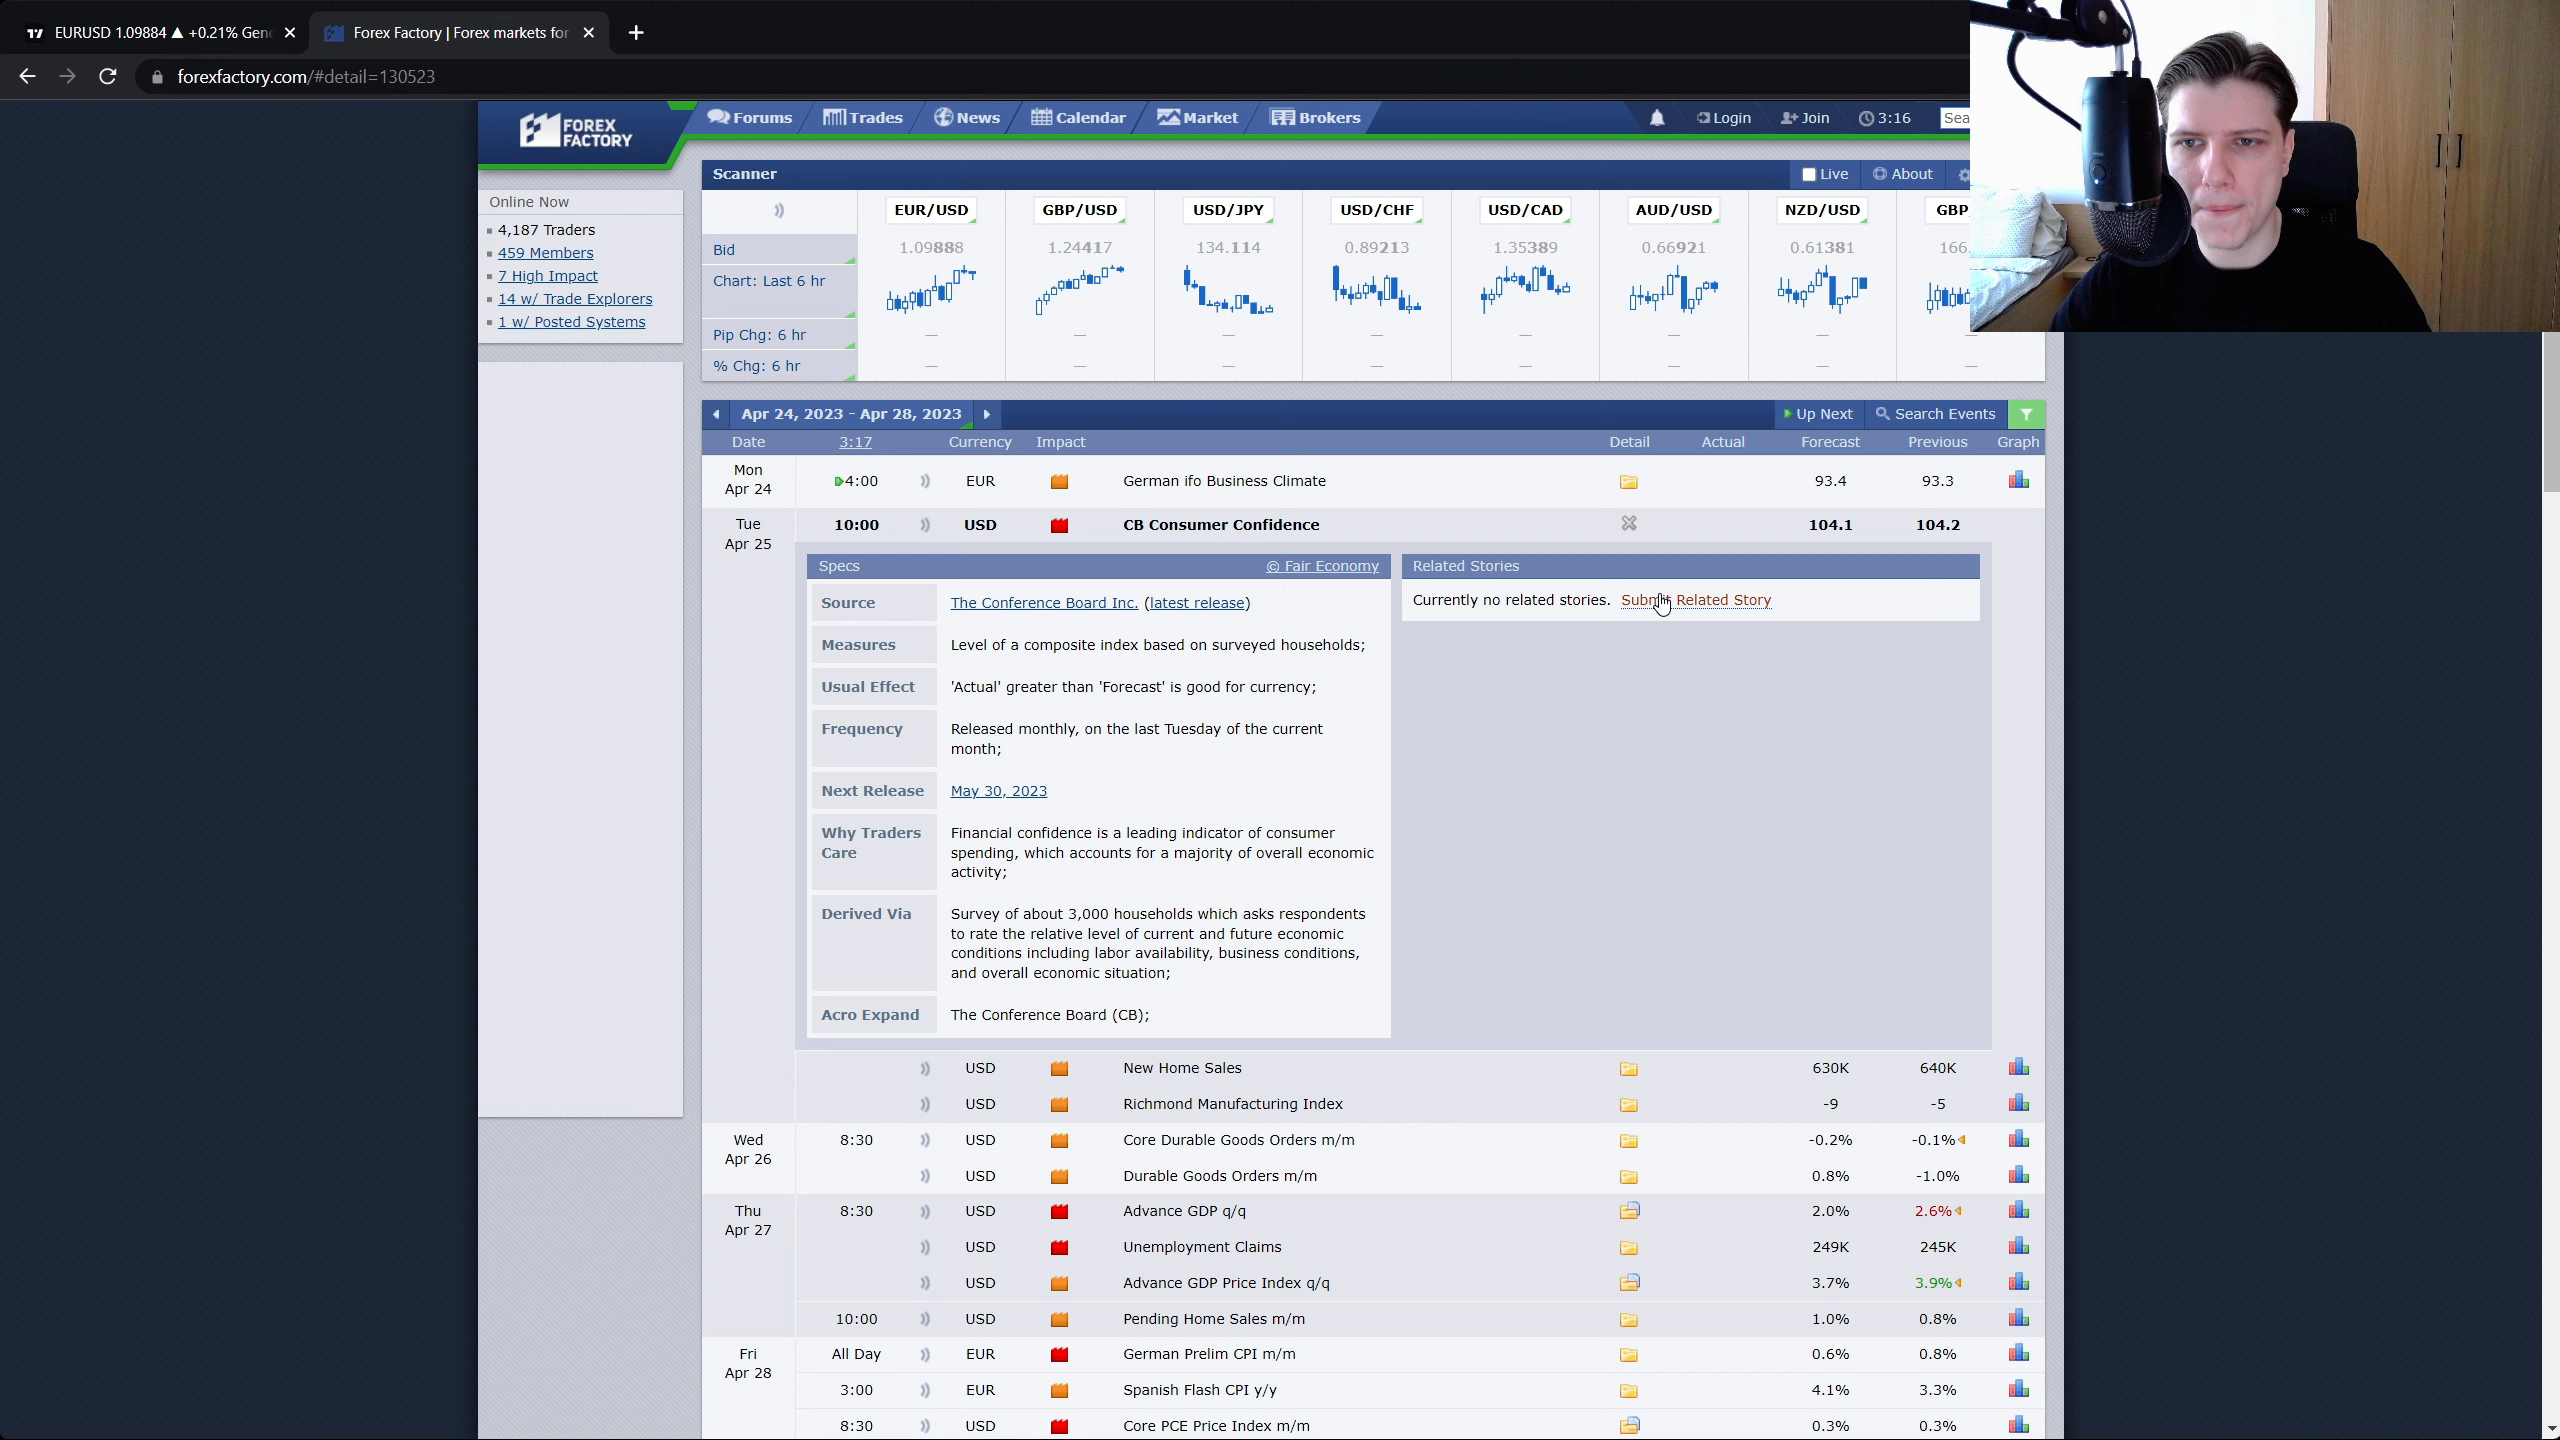 EURUSD 1.09884 ▲ +0.21% Gen
Forex Factory | Forex markets for
forexfactory.com/#detail=130523
FOREX
FACTORY
Forums
Trades
News
Calendar
Market
Brokers
Login
Join
3:16
Sea
Online Now
4,187 Traders
459 Members
7 High Impact
14 w/ Trade Explorers
1 w/ Posted Systems
Scanner
Live
About
EUR/USD GBP/USD USD/JPY USD/CHF USD/CAD AUD/USD NZD/USD GBP
Bid 1.09888 1.24417 134.114 0.89213 1.35389 0.66921 0.61381 166
Chart: Last 6 hr
Pip Chg: 6 hr — — — — — — — —
% Chg: 6 hr — — — — — — — —
Apr 24, 2023 - Apr 28, 2023
Up Next
Search Events
Date 3:17 Currency Impact Detail Actual Forecast Previous Graph
Mon
Apr 24
4:00 EUR German ifo Business Climate 93.4 93.3
Tue
Apr 25
10:00 USD CB Consumer Confidence 104.1 104.2
Specs © Fair Economy
Source The Conference Board Inc. (latest release)
Measures Level of a composite index based on surveyed households;
Usual Effect 'Actual' greater than 'Forecast' is good for currency;
Frequency Released monthly, on the last Tuesday of the current
month;
Next Release May 30, 2023
Why Traders
Care
Financial confidence is a leading indicator of consumer
spending, which accounts for a majority of overall economic
activity;
Derived Via Survey of about 3,000 households which asks respondents
to rate the relative level of current and future economic
conditions including labor availability, business conditions,
and overall economic situation;
Acro Expand The Conference Board (CB);
Related Stories
Currently no related stories. Submit Related Story
USD New Home Sales 630K 640K
USD Richmond Manufacturing Index -9 -5
Wed
Apr 26
8:30 USD Core Durable Goods Orders m/m -0.2% -0.1%
USD Durable Goods Orders m/m 0.8% -1.0%
Thu
Apr 27
8:30 USD Advance GDP q/q 2.0% 2.6%
USD Unemployment Claims 249K 245K
USD Advance GDP Price Index q/q 3.7% 3.9%
10:00 USD Pending Home Sales m/m 1.0% 0.8%
Fri
Apr 28
All Day EUR German Prelim CPI m/m 0.6% 0.8%
3:00 EUR Spanish Flash CPI y/y 4.1% 3.3%
8:30 USD Core PCE Price Index m/m 0.3% 0.3%